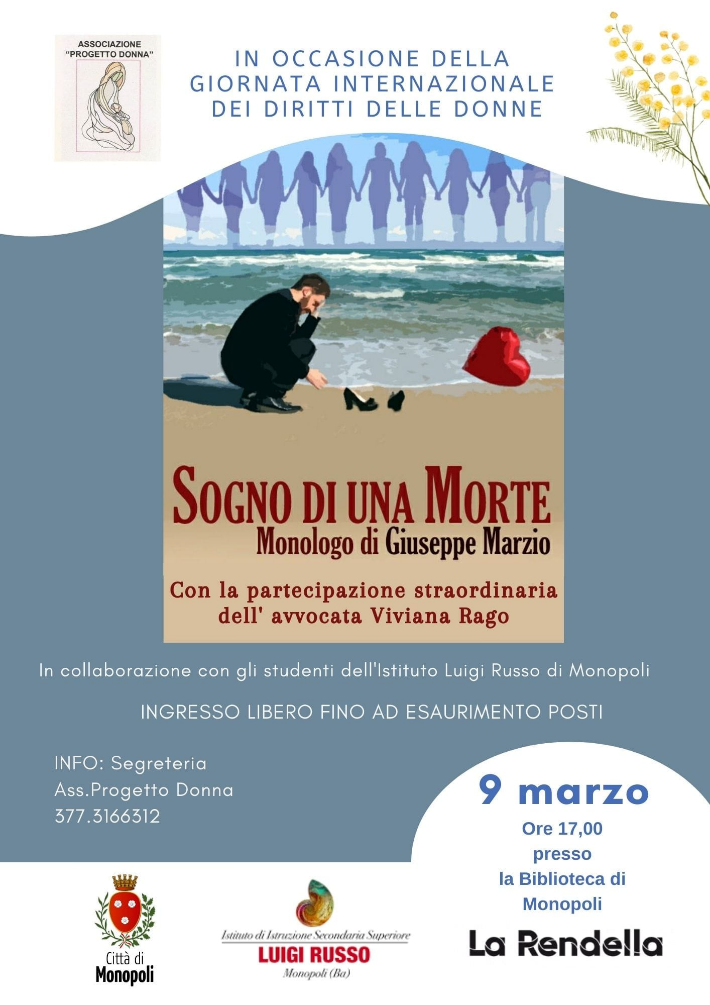 ASSOCIAZIONE
"PROGETTO DONNA"
IN OCCASIONE DELLA
GIORNATA INTERNAZIONALE
DEI DIRITTI DELLE DONNE
SOGNO DI UNA MORTE
Monologo di Giuseppe Marzio
Con la partecipazione straordinaria
dell' avvocata Viviana Rago
In collaborazione con gli studenti dell'Istituto Luigi Russo di Monopoli
INGRESSO LIBERO FINO AD ESAURIMENTO POSTI
INFO: Segreteria
Ass.Progetto Donna
377.3166312
9 marzo
Ore 17,00
presso
la Biblioteca di
Monopoli
La Rendella
Città di
Monopoli
Istituto di Istruzione Secondaria Superiore
LUIGI RUSSO
Monopoli (Ba)